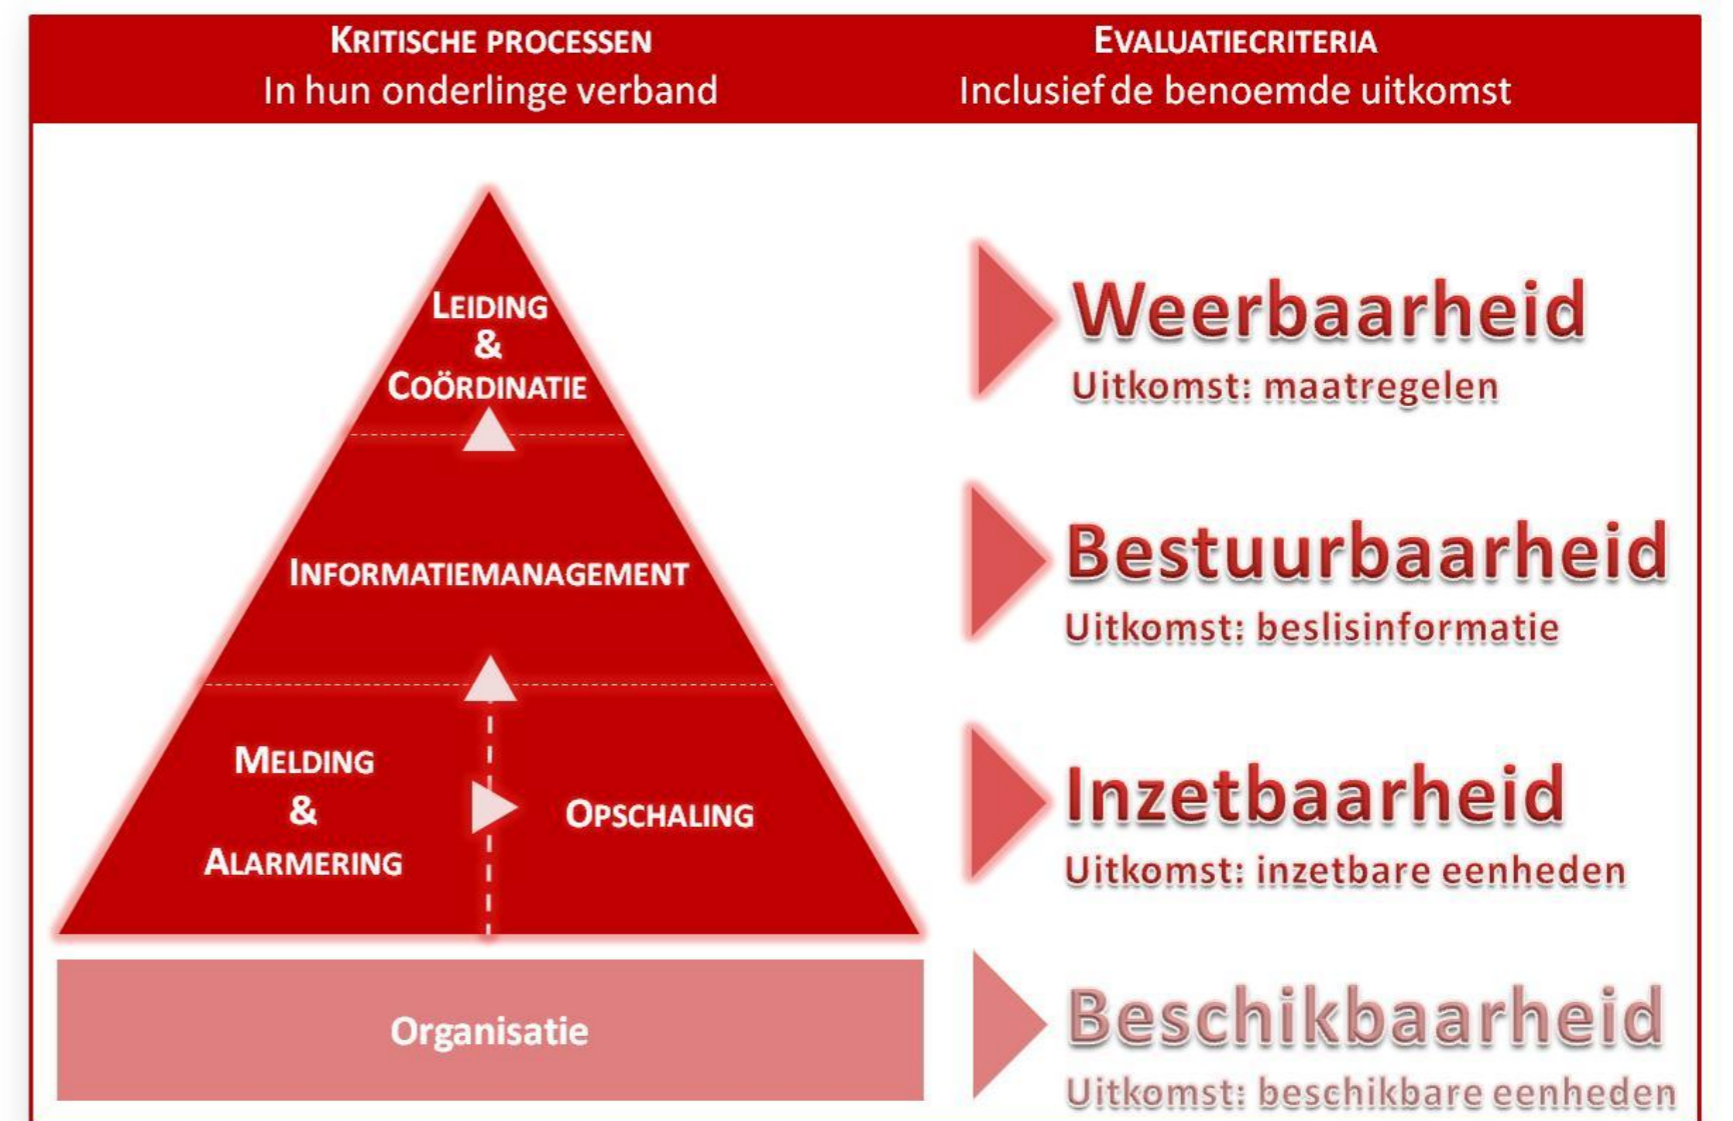 KRITISCHE PROCESSEN
In hun onderlinge verband
EVALUATIECRITERIA
Inclusief de benoemde uitkomst
LEIDING
&
COÖRDINATIE
INFORMATIEMANAGEMENT
MELDING
&
ALARMERING
OPSCHALING
Organisatie
Weerbaarheid
Uitkomst: maatregelen
Bestuurbaarheid
Uitkomst: beslisinformatie
Inzetbaarheid
Uitkomst: inzetbare eenheden
Beschikbaarheid
Uitkomst: beschikbare eenheden